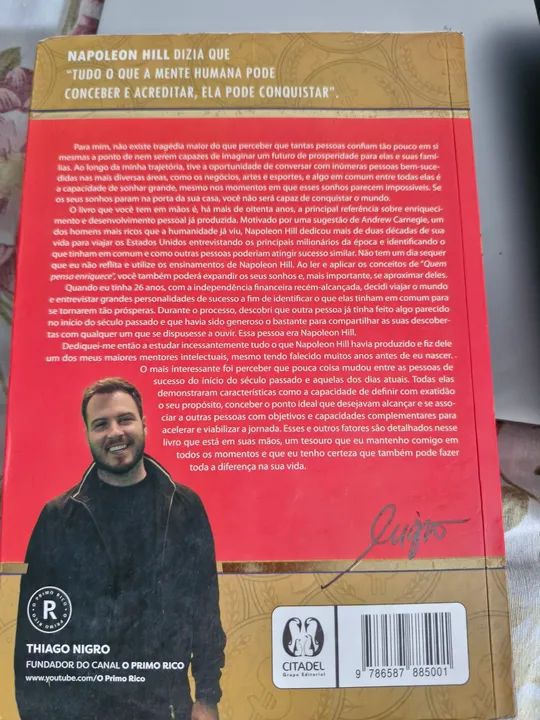 NAPOLEON HILL DIZIA QUE
"TUDO O QUE A MENTE HUMANA PODE
CONCEBER E ACREDITAR, ELA PODE CONQUISTAR".
Para mim, não existe tragédia maior do que perceber que tantas pessoas confiam tão pouco em si
mesmas a ponto de nem serem capazes de imaginar um futuro de prosperidade para elas e suas famí-
lias. Ao longo da minha trajetória, tive a oportunidade de conversar com inúmeras pessoas bem-suce-
didas nas mais diversas áreas, como os negócios, artes e esportes, e algo em comum entre todas elas é
a capacidade de sonhar grande, mesmo nos momentos em que esses sonhos parecem impossíveis. Se
os seus sonhos param na porta da sua casa, você não será capaz de conquistar o mundo.
O livro que você tem em mãos é, há mais de oitenta anos, a principal referência sobre enriqueci-
mento e desenvolvimento pessoal já produzida. Motivado por uma sugestão de Andrew Carnegie, um
dos homens mais ricos que a humanidade já viu, Napoleon Hill dedicou mais de duas décadas de sua
vida para viajar os Estados Unidos entrevistando os principais milionários da época e identificando o
que tinham em comum e como outras pessoas poderiam atingir sucesso similar. Não tem um dia sequer
que eu não reflita e utilize os ensinamentos de Napoleon Hill. Ao ler e aplicar os conceitos de "Quem
pensa enriquece", você também poderá expandir os seus sonhos e, mais importante, se aproximar deles.
Quando eu tinha 26 anos, com a independência financeira recém-alcançada, decidi viajar o mundo
e entrevistar grandes personalidades de sucesso a fim de identificar o que elas tinham em comum para
se tornarem tão prósperas. Durante o processo, descobri que outra pessoa já tinha feito algo parecido
no início do século passado e que havia sido generoso o bastante para compartilhar as suas descober-
tas com qualquer um que se dispusesse a ouvir. Essa pessoa era Napoleon Hill.
Dediquei-me então a estudar incessantemente tudo o que Napoleon Hill havia produzido e fiz dele
um dos meus maiores mentores intelectuais, mesmo tendo falecido muitos anos antes de eu nascer.
O mais interessante foi perceber que pouca coisa mudou entre as pessoas de
sucesso do início do século passado e aquelas dos dias atuais. Todas elas
demonstraram características como a capacidade de definir com exatidão
o seu propósito, conceber o ponto ideal que desejavam alcançar e se asso-
ciar a outras pessoas com objetivos e capacidades complementares para
acelerar e viabilizar a jornada. Esses e outros fatores são detalhados nesse
livro que está em suas mãos, um tesouro que eu mantenho comigo em
todos os momentos e que eu tenho certeza que também pode fazer
toda a diferença na sua vida.
Nigro
O PRIMO RICO
R
O PRIMO RICO
THIAGO NIGRO
FUNDADOR DO CANAL O PRIMO RICO
www.youtube.com/O Primo Rico
CITADEL
Grupo Editorial
9 786587 885001